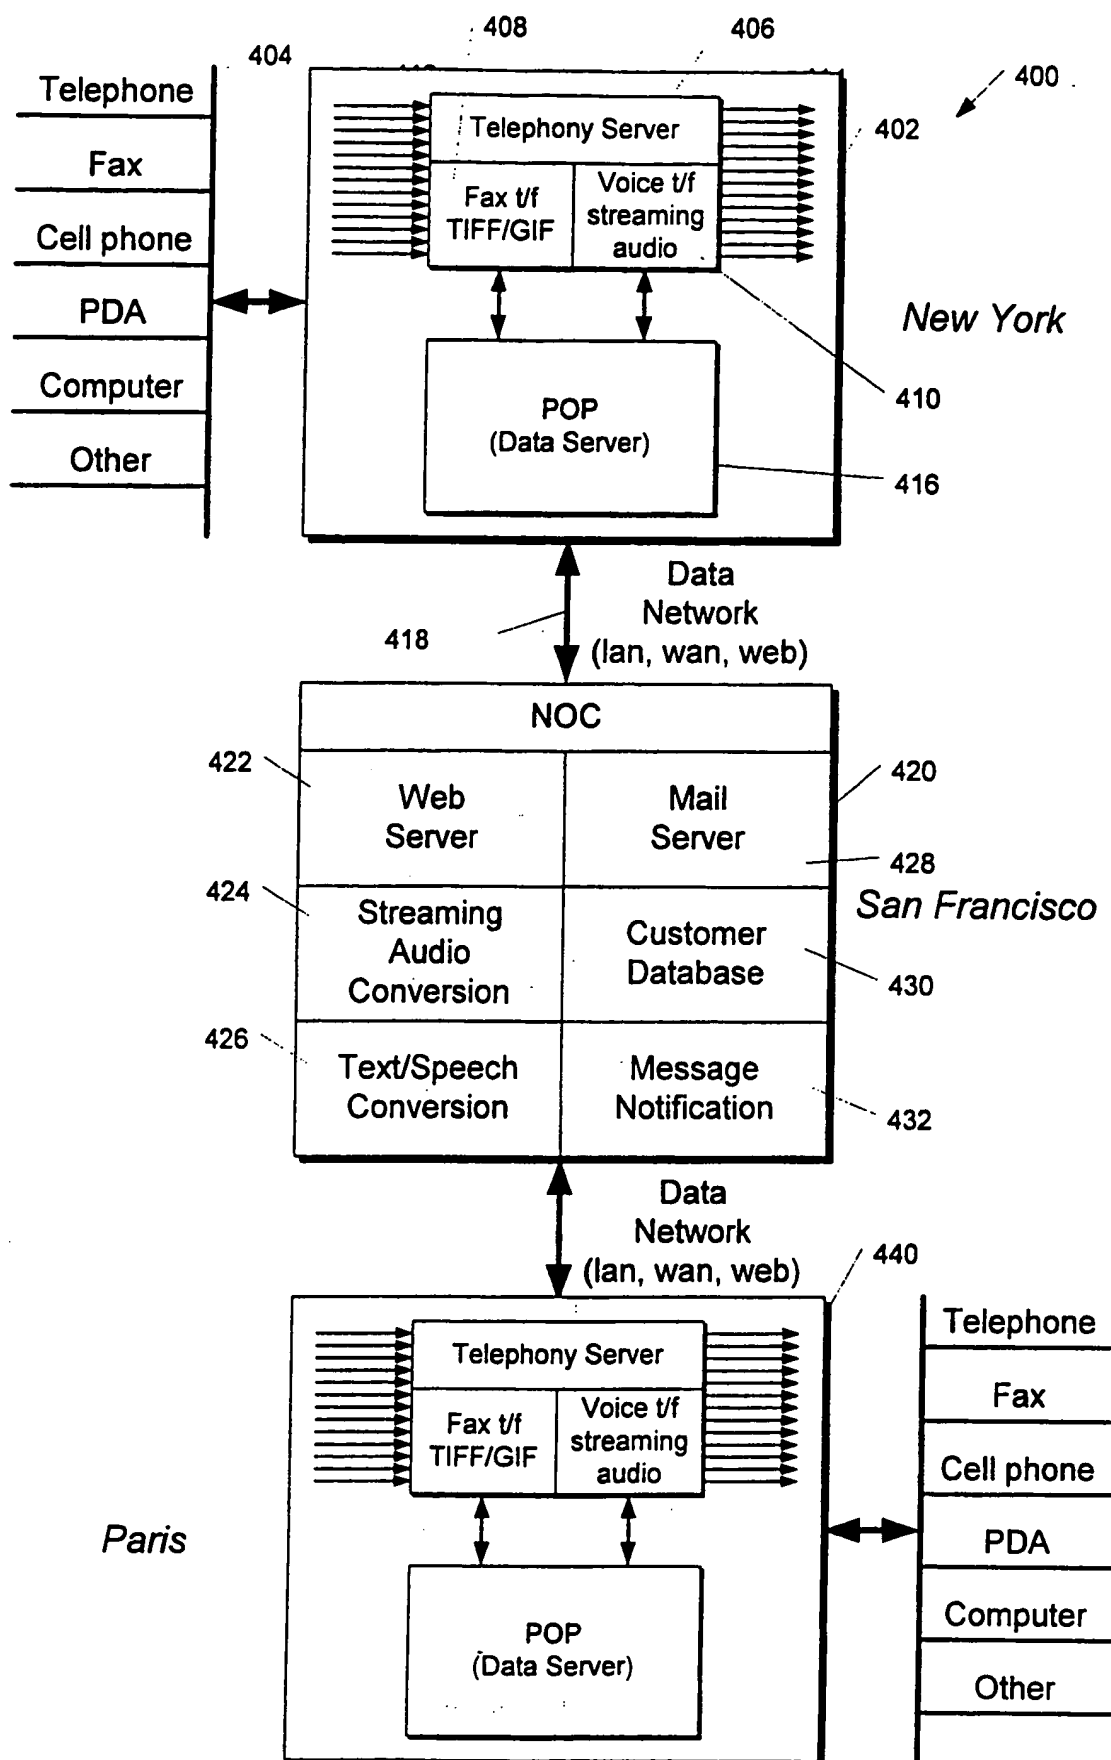 408
406
404
400
402
Telephone
Fax
Cell phone
PDA
Computer
Other
Telephony Server
Fax t/f
TIFF/GIF
Voice t/f
streaming
audio
New York
410
POP
(Data Server)
416
Data
Network
(lan, wan, web)
418
NOC
422
420
Web
Server
Mail
Server
428
424
San Francisco
Streaming
Audio
Conversion
Customer
Database
430
426
Text/Speech
Conversion
Message
Notification
432
Data
Network
(lan, wan, web)
440
Telephony Server
Fax t/f
TIFF/GIF
Voice t/f
streaming
audio
Paris
POP
(Data Server)
Telephone
Fax
Cell phone
PDA
Computer
Other